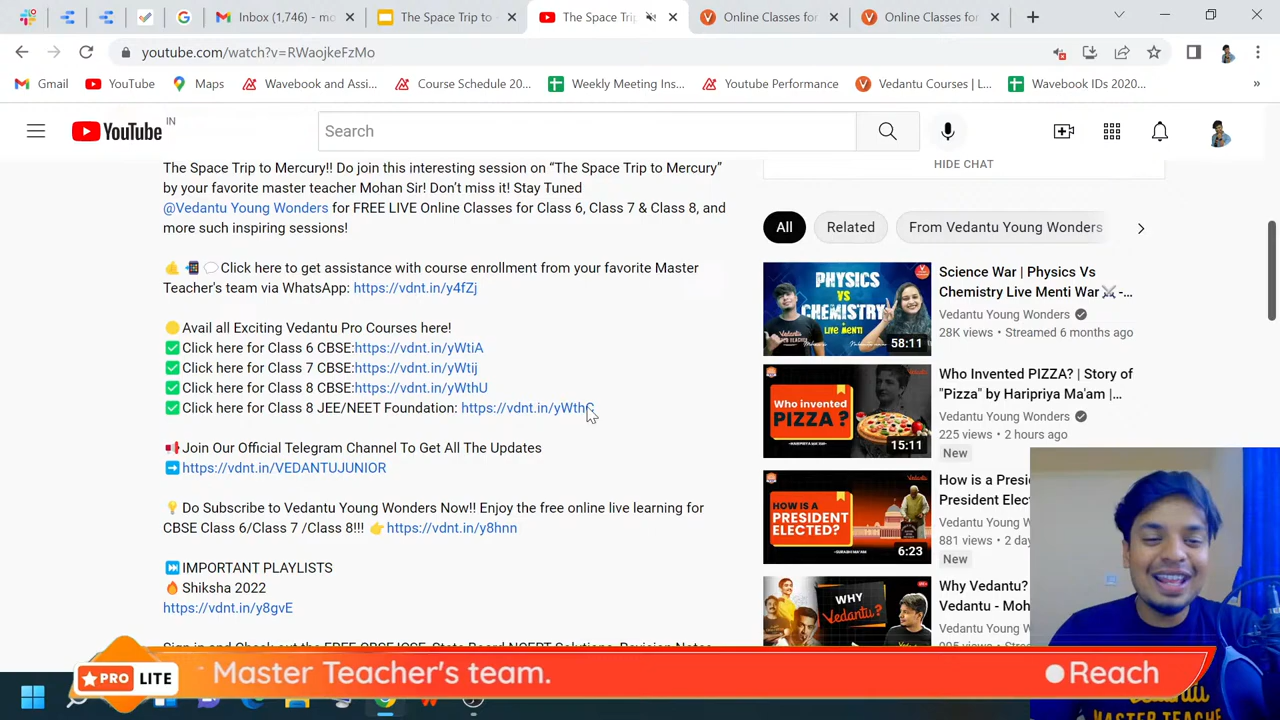 Inbox (1,746) - mo
The Space Trip to
The Space Trip
Online Classes for
Online Classes for
youtube.com/watch?v=RWaojkeFzMo
Gmail
YouTube
Maps
Wavebook and Assi...
Course Schedule 20...
Weekly Meeting Ins...
Youtube Performance
Vedantu Courses | L...
Wavebook IDs 2020...
YouTube IN
Search
HIDE CHAT
The Space Trip to Mercury!! Do join this interesting session on “The Space Trip to Mercury”
by your favorite master teacher Mohan Sir! Don’t miss it! Stay Tuned
@Vedantu Young Wonders for FREE LIVE Online Classes for Class 6, Class 7 & Class 8, and
more such inspiring sessions!
Click here to get assistance with course enrollment from your favorite Master
Teacher's team via WhatsApp: https://vdnt.in/y4fZj
Avail all Exciting Vedantu Pro Courses here!
Click here for Class 6 CBSE:https://vdnt.in/yWtiA
Click here for Class 7 CBSE:https://vdnt.in/yWtij
Click here for Class 8 CBSE:https://vdnt.in/yWthU
Click here for Class 8 JEE/NEET Foundation:
Join Our Official Telegram Channel To Get All The Updates
https://vdnt.in/VEDANTUJUNIOR
Do Subscribe to Vedantu Young Wonders Now!! Enjoy the free online live learning for
CBSE Class 6/Class 7 /Class 8!!! https://vdnt.in/y8hnn
IMPORTANT PLAYLISTS
Shiksha 2022
https://vdnt.in/y8gvE
All
Related
From Vedantu Young Wonders
PHYSICS
VS
CHEMISTRY
LIVE MENTI
58:11
Science War | Physics Vs
Chemistry Live Menti War -...
Vedantu Young Wonders
28K views • Streamed 6 months ago
Who invented
PIZZA ?
15:11
Who Invented PIZZA? | Story of
"Pizza" by Haripriya Ma'am |...
Vedantu Young Wonders
225 views • 2 hours ago
New
HOW IS A
PRESIDENT
ELECTED?
6:23
How is a Presi
President Elec
Vedantu Young W
881 views • 2 day
New
WHY
Vedantu?
Why Vedantu?
Vedantu - Moh
Vedantu Young W
PRO LITE
Master Teacher's team.
Reach
Vedantu
MASTER TEACHE